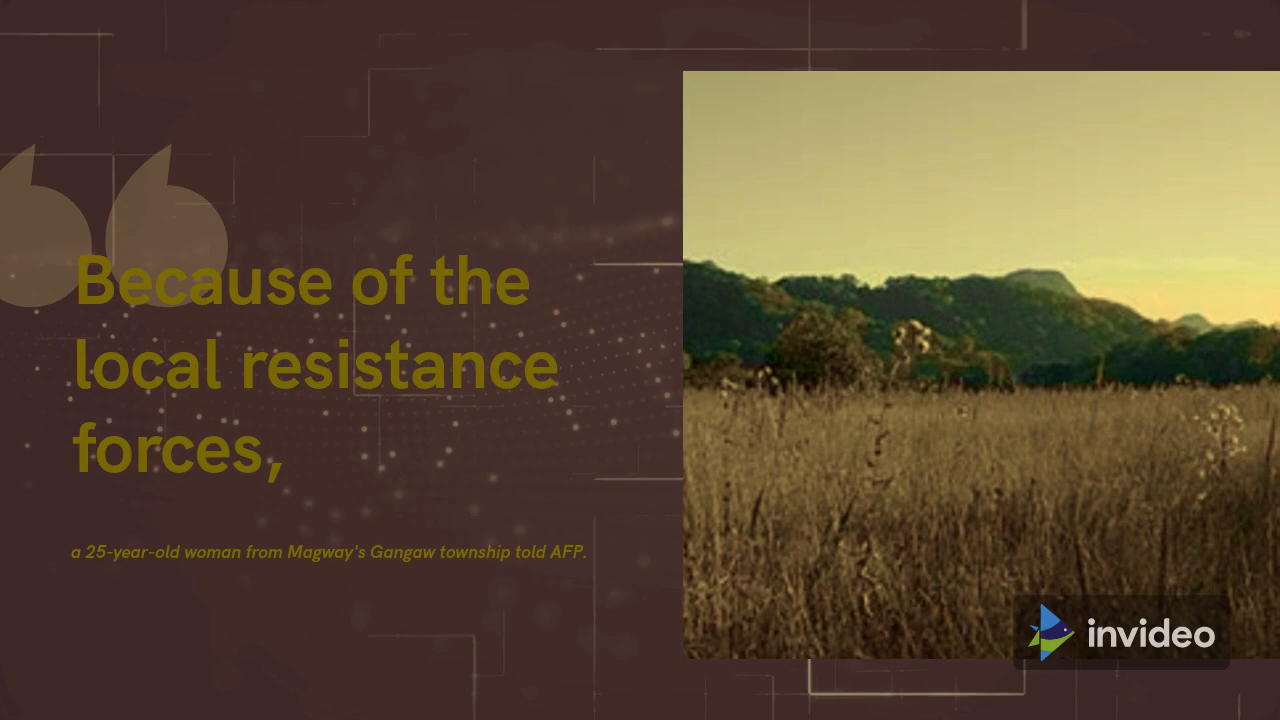 Because of the
local resistance
forces,
a 25-year-old woman from Magway's Gangaw township told AFP.
invideo